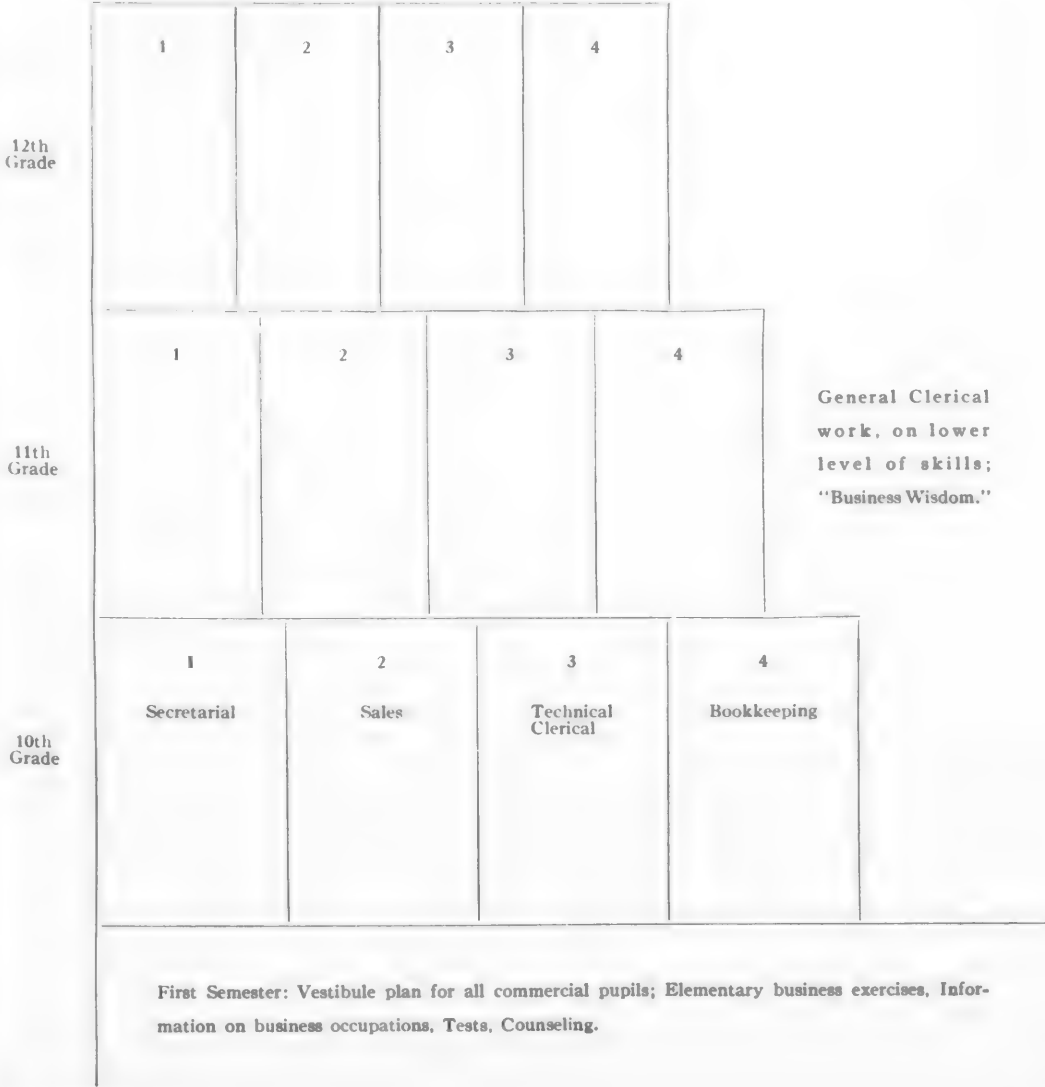 1 2 3 4
12th
Grade
1 2 3 4
General Clerical
work, on lower
level of skills;
"Business Wisdom."
11th
Grade
1 2 3 4
Secretarial Sales Technical Bookkeeping
Clerical
10th
Grade
First Semester: Vestibule plan for all commercial pupils; Elementary business exercises, Infor-
mation on business occupations, Tests, Counseling.